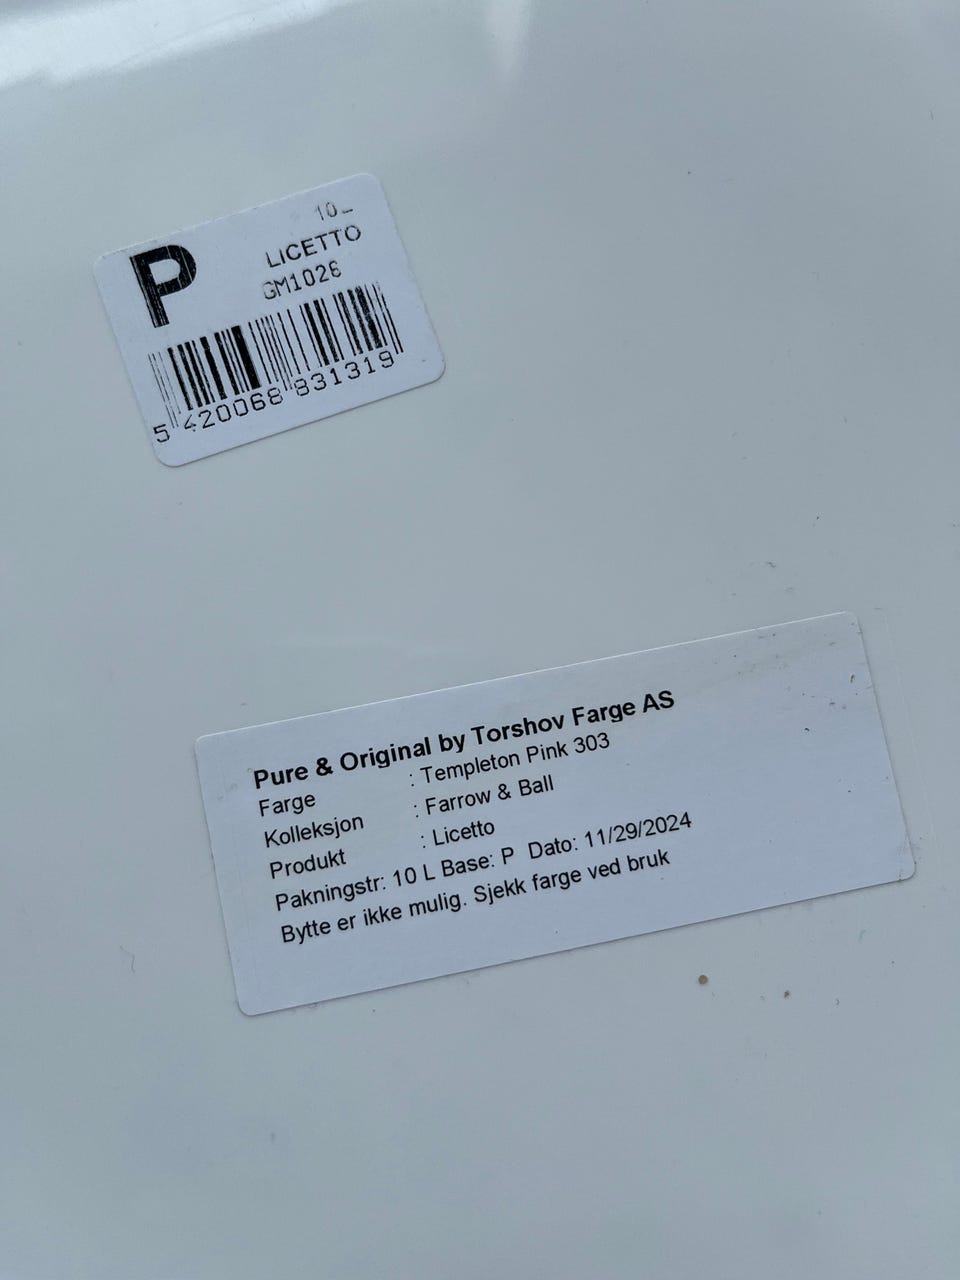 10_
P
LICETTO
GM1026
5 420068 831319
Pure & Original by Torshov Farge AS
Farge : Templeton Pink 303
Kolleksjon : Farrow & Ball
Produkt : Licetto
Pakningstr: 10 L Base: P Dato: 11/29/2024
Bytte er ikke mulig. Sjekk farge ved bruk